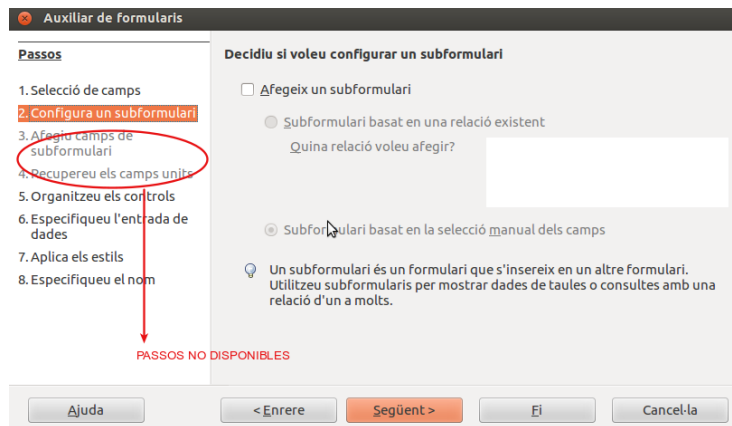 Auxiliar de formularis
Passos
1. Selecció de camps
2. Configura un subformulari
3. Afegiu camps de
subformulari
4. Recupereu els camps units
5. Organitzeu els controls
6. Especifiqueu l'entrada de
dades
7. Aplica els estils
8. Especifiqueu el nom
PASSOS NO DISPONIBLES
Decidiu si voleu configurar un subformulari
Afegeix un subformulari
Subformulari basat en una relació existent
Quina relació voleu afegir?
Subformulari basat en la selecció manual dels camps
Un subformulari és un formulari que s'insereix en un altre formulari.
Utilitzeu subformularis per mostrar dades de taules o consultes amb una
relació d'un a molts.
Ajuda
< Enrere
Següent >
Fi
Cancel·la